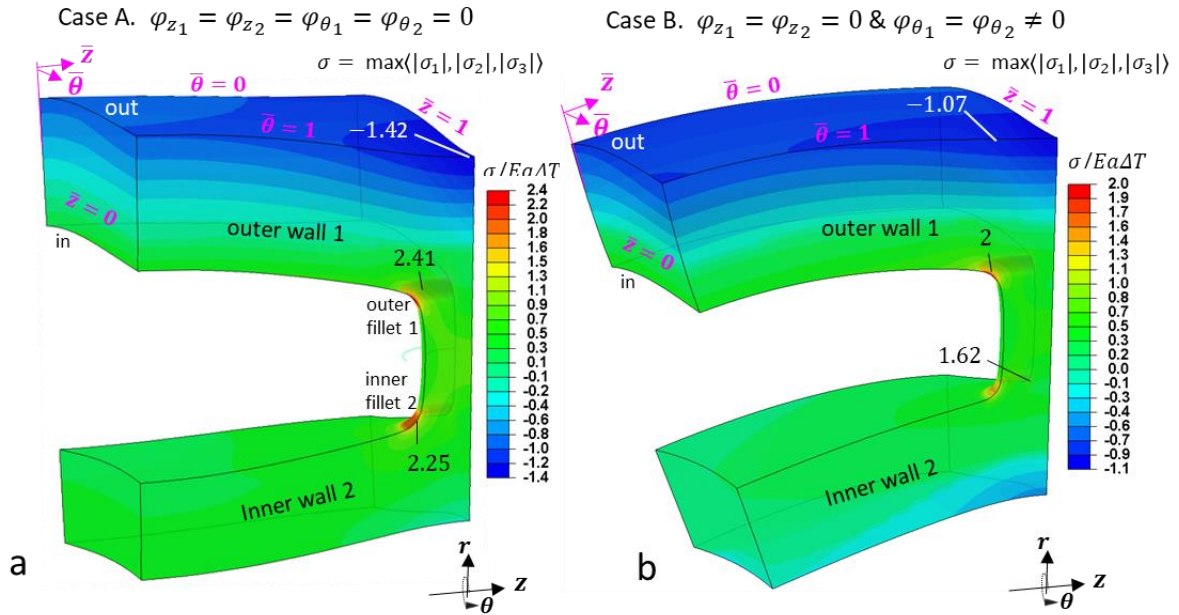 Case A. φz₁ = φz₂ = φθ₁ = φθ₂ = 0
σ = max⟨|σ₁|,|σ₂|,|σ₃|⟩
z̄
θ̄
θ̄ = 0
out
θ̄ = 1
z̄ = 1
−1.42
z̄ = 0
in
outer wall 1
2.41
outer
fillet 1
inner
fillet 2
2.25
Inner wall 2
σ/EaΔT
2.4
2.2
2.0
1.8
1.6
1.5
1.3
1.1
0.9
0.7
0.5
0.3
0.1
-0.1
-0.2
-0.4
-0.6
-0.8
-1.0
-1.2
-1.4
a
r
z
θ
Case B. φz₁ = φz₂ = 0 & φθ₁ = φθ₂ ≠ 0
σ = max⟨|σ₁|,|σ₂|,|σ₃|⟩
z̄
θ̄
θ̄ = 0
out
θ̄ = 1
z̄ = 1
−1.07
z̄ = 0
in
outer wall 1
2
1.62
Inner wall 2
σ/EaΔT
2.0
1.9
1.7
1.6
1.4
1.3
1.1
1.0
0.8
0.7
0.5
0.3
0.2
0.0
-0.1
-0.3
-0.4
-0.6
-0.7
-0.9
-1.1
b
r
z
θ